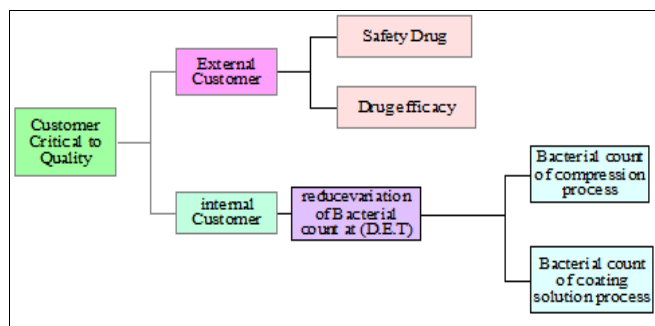 Safety Drug
External
Customer
Drug efficacy
Customer
Critical to
Quality
Bacterial count
of compression
process
internal
Customer
reducevariation
of Bacterial
count at (D.E.T)
Bacterial count
of coating
solution process